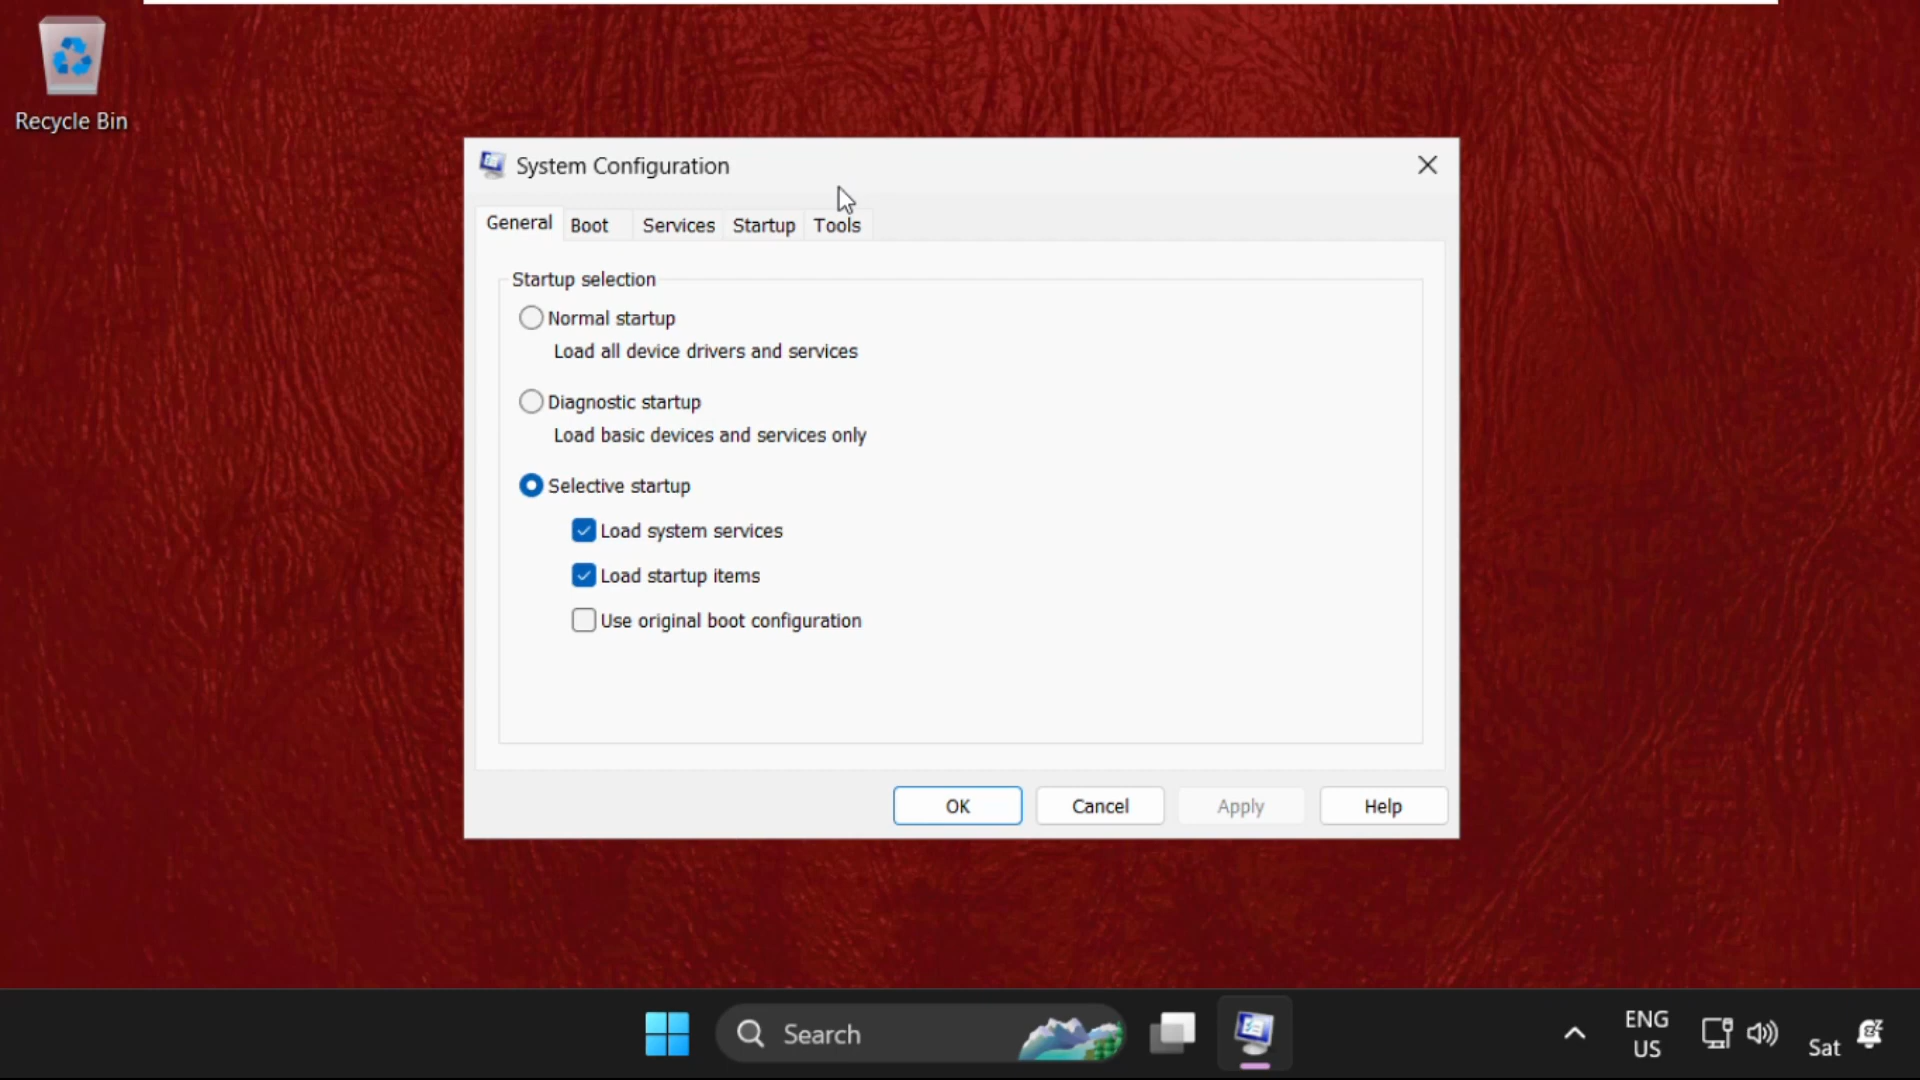 Recycle Bin
System Configuration
General Boot Services Startup Tools
Startup selection
Normal startup
Load all device drivers and services
Diagnostic startup
Load basic devices and services only
Selective startup
Load system services
Load startup items
Use original boot configuration
OK Cancel Apply Help
Search
ENG
US
Sat